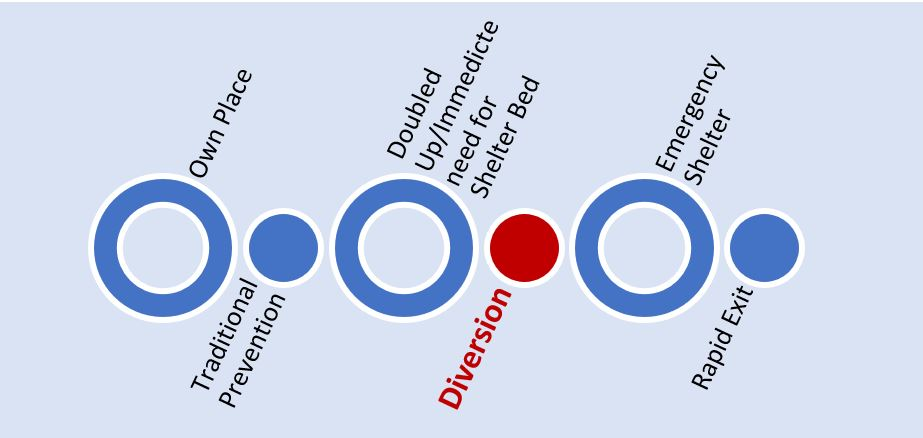 Own Place
Traditional
Prevention
Doubled
Up/Immedicte
need for
Shelter Bed
Diversion
Emergency
Shelter
Rapid Exit